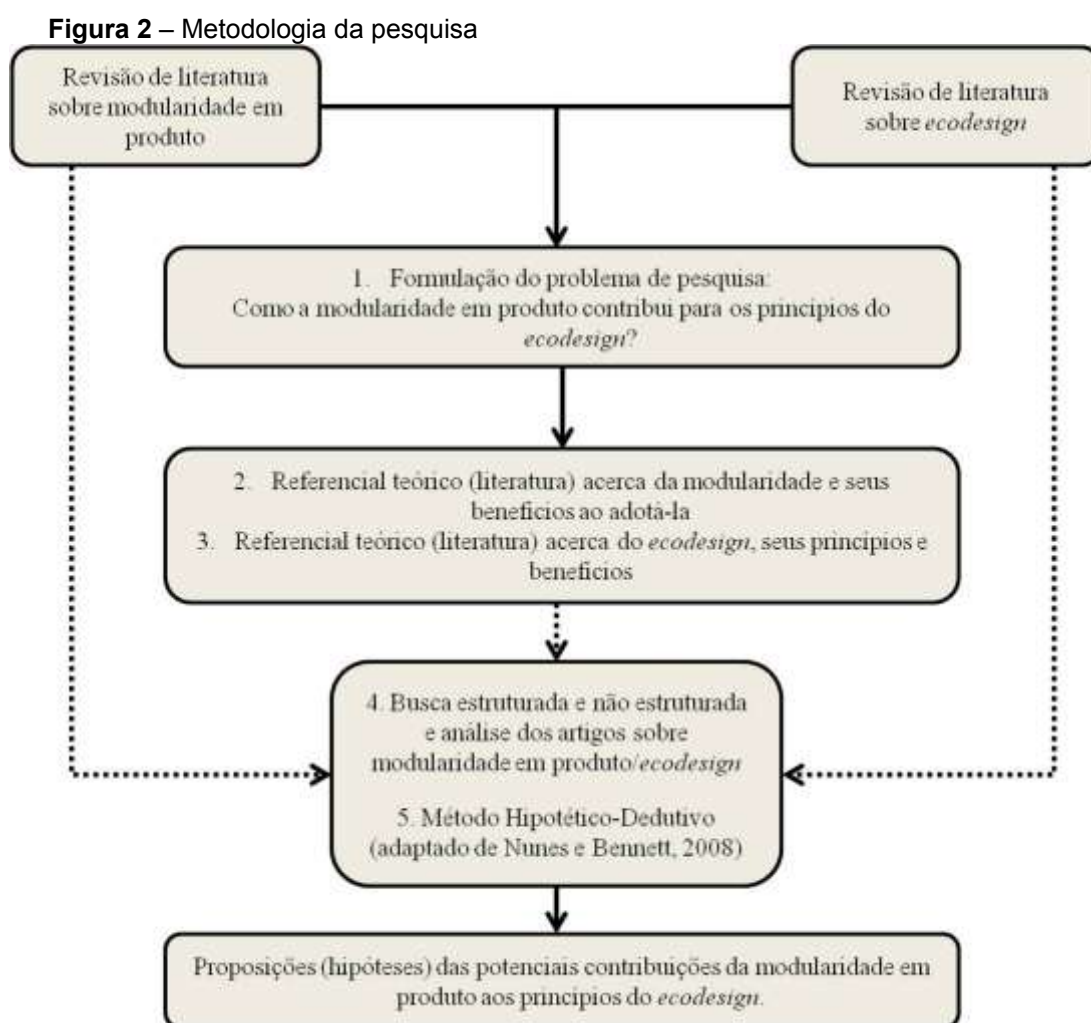 Figura 2 – Metodologia da pesquisa
Revisão de literatura
sobre modularidade em
produto
Revisão de literatura
sobre ecodesign
1. Formulação do problema de pesquisa:
Como a modularidade em produto contribui para os princípios do
ecodesign?
2. Referencial teórico (literatura) acerca da modularidade e seus
benefícios ao adotá-la
3. Referencial teórico (literatura) acerca do ecodesign, seus princípios e
benefícios
4. Busca estruturada e não estruturada
e análise dos artigos sobre
modularidade em produto/ecodesign
5. Método Hipotético-Dedutivo
(adaptado de Nunes e Bennett, 2008)
Proposições (hipóteses) das potenciais contribuições da modularidade em
produto aos princípios do ecodesign.